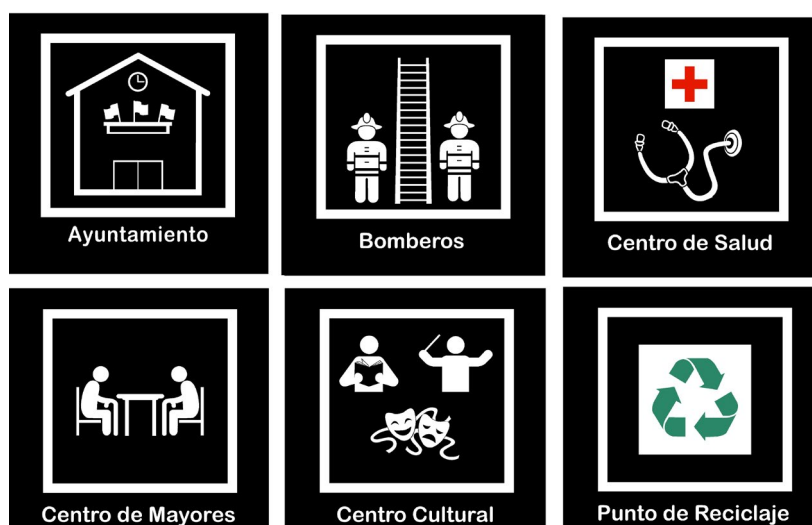 Ayuntamiento
Bomberos
Centro de Salud
Centro de Mayores
Centro Cultural
Punto de Reciclaje